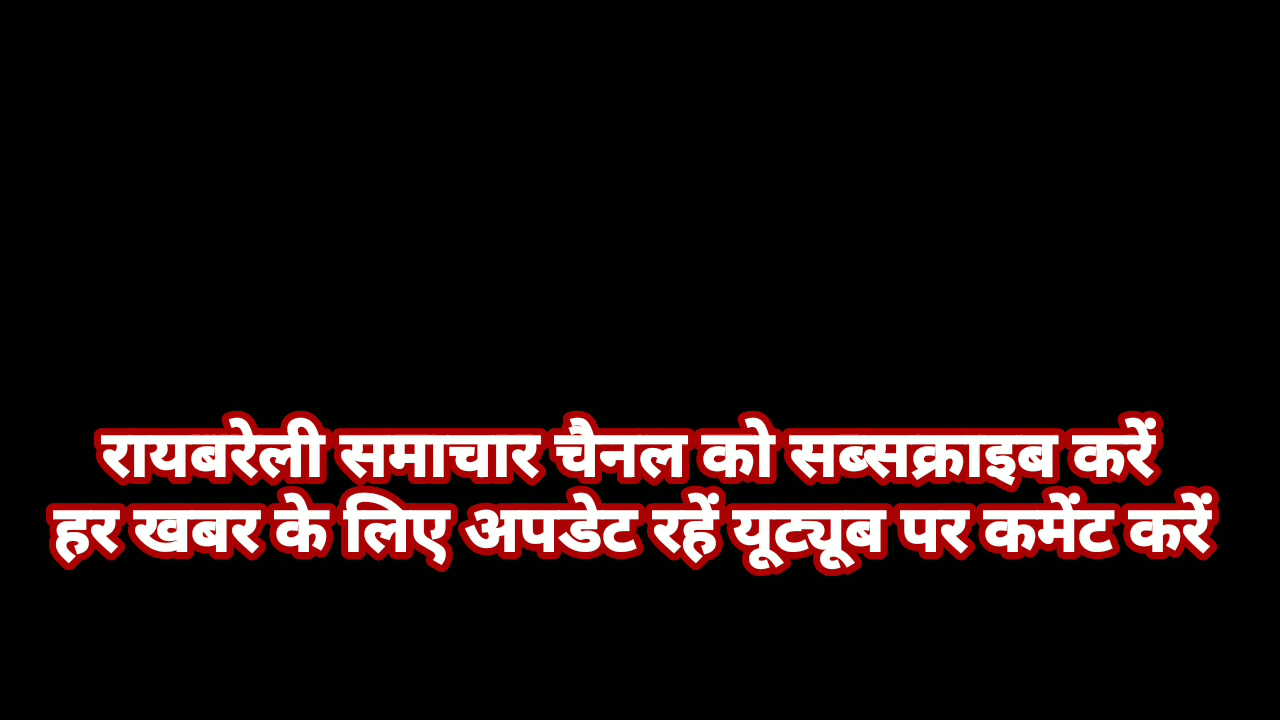 रायबरेली समाचार चैनल को सब्सक्राइब करें
हर खबर के लिए अपडेट रहें यूट्यूब पर कमेंट करें